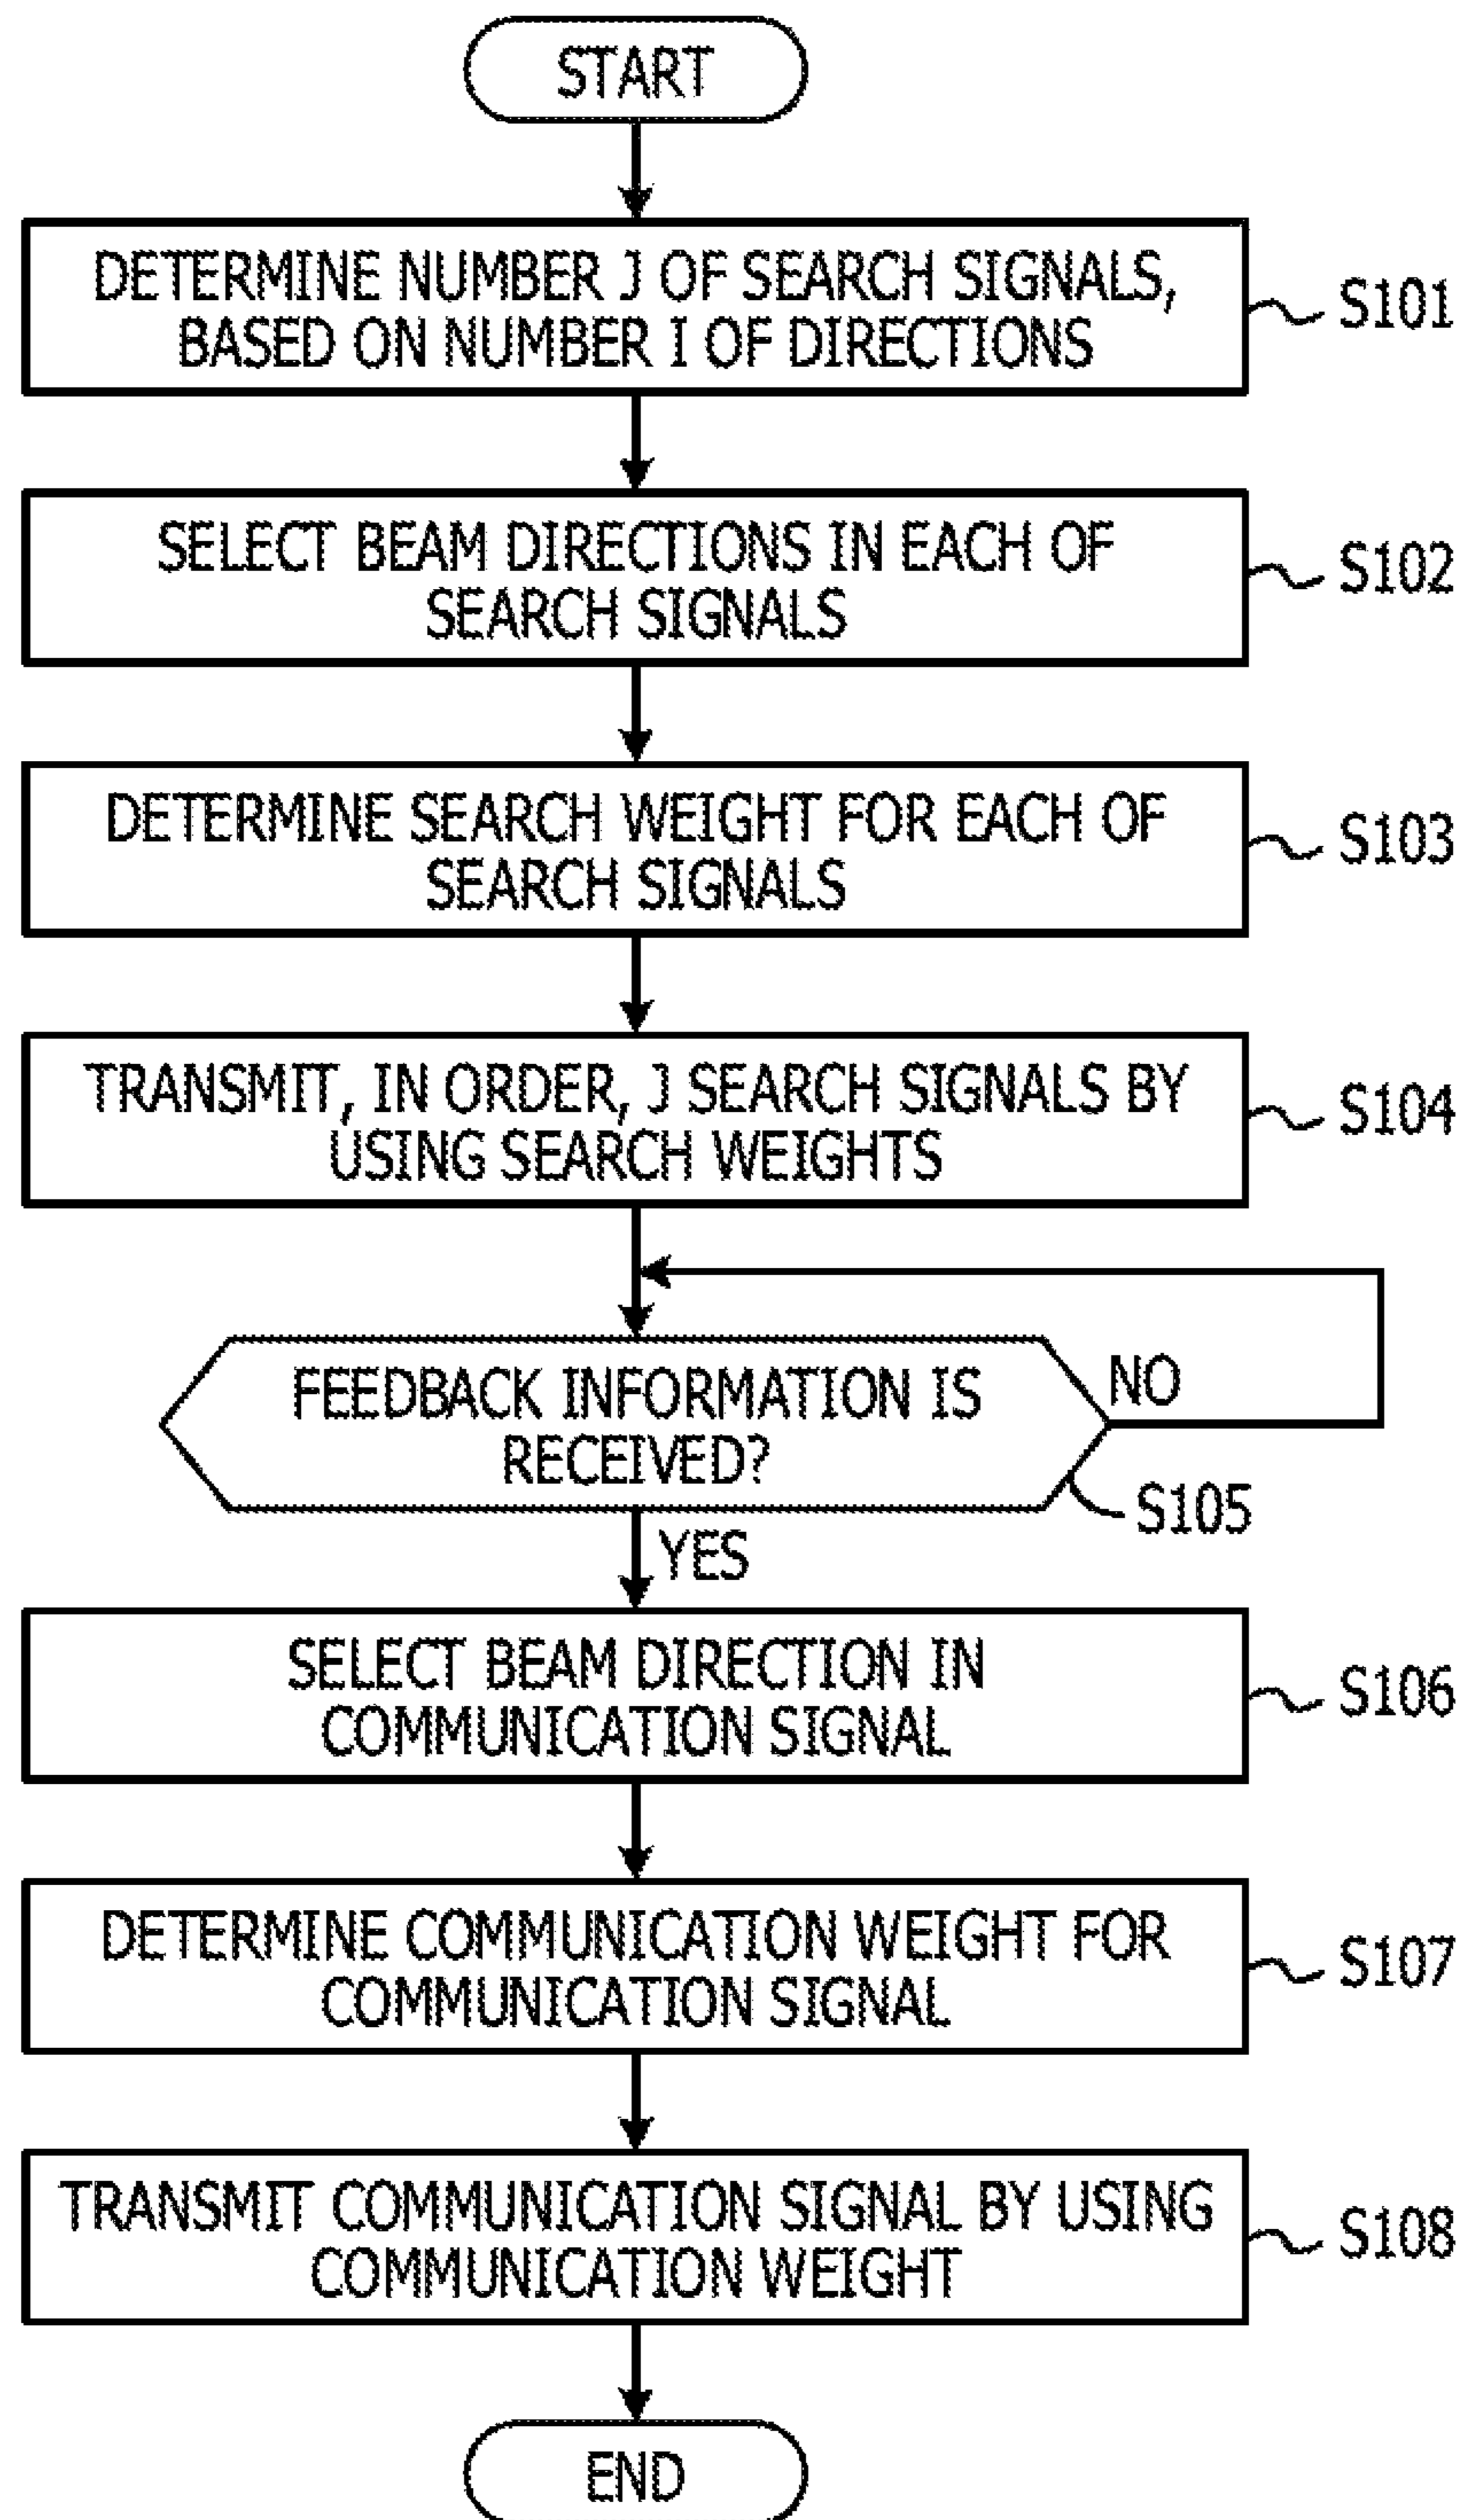 START
DETERMINE NUMBER J OF SEARCH SIGNALS,
BASED ON NUMBER I OF DIRECTIONS
S101
SELECT BEAM DIRECTIONS IN EACH OF
SEARCH SIGNALS
S102
DETERMINE SEARCH WEIGHT FOR EACH OF
SEARCH SIGNALS
S103
TRANSMIT, IN ORDER, J SEARCH SIGNALS BY
USING SEARCH WEIGHTS
S104
FEEDBACK INFORMATION IS
RECEIVED?
NO
S105
YES
SELECT BEAM DIRECTION IN
COMMUNICATION SIGNAL
S106
DETERMINE COMMUNICATION WEIGHT FOR
COMMUNICATION SIGNAL
S107
TRANSMIT COMMUNICATION SIGNAL BY USING
COMMUNICATION WEIGHT
S108
END